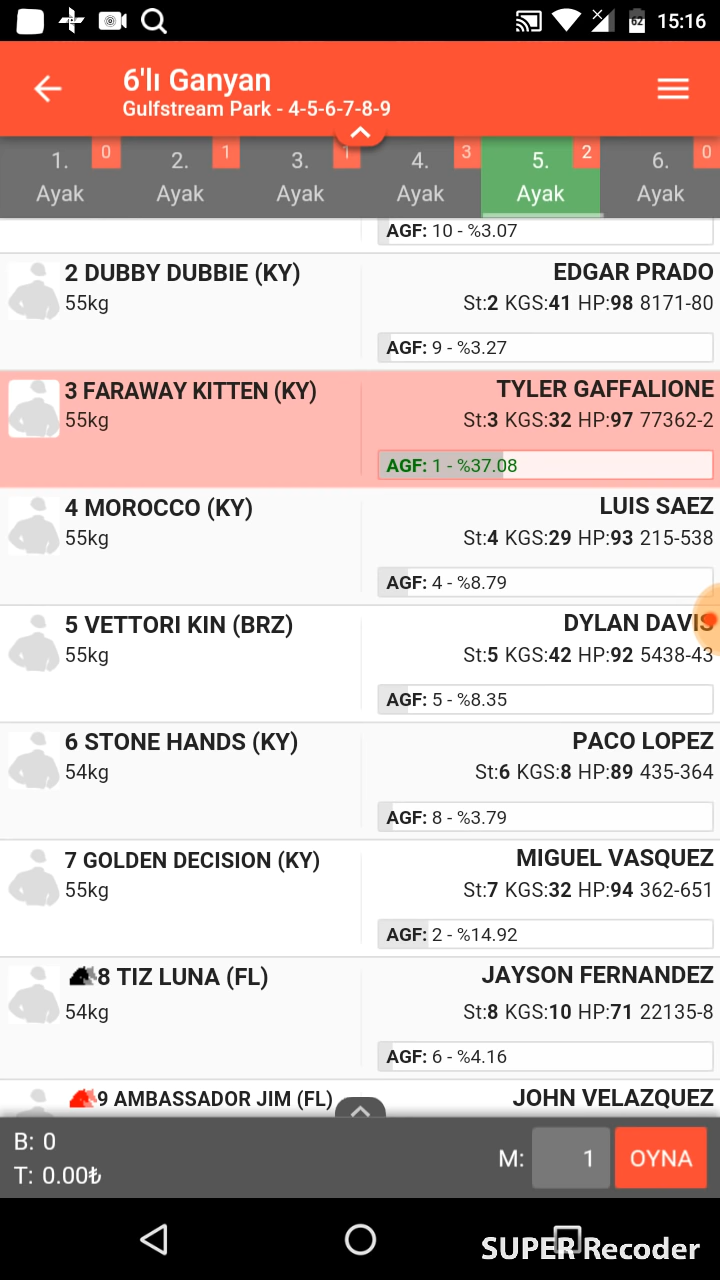 62 15:16
6'lı Ganyan
Gulfstream Park - 4-5-6-7-8-9
1. 0 2. 1 3. 1 4. 3 5. 2 6. 0
Ayak Ayak Ayak Ayak Ayak Ayak
AGF: 10 - %3.07
2 DUBBY DUBBIE (KY) EDGAR PRADO
55kg St:2 KGS:41 HP:98 8171-80
AGF: 9 - %3.27
3 FARAWAY KITTEN (KY) TYLER GAFFALIONE
55kg St:3 KGS:32 HP:97 77362-2
AGF: 1 - %37.08
4 MOROCCO (KY) LUIS SAEZ
55kg St:4 KGS:29 HP:93 215-538
AGF: 4 - %8.79
5 VETTORI KIN (BRZ) DYLAN DAVIS
55kg St:5 KGS:42 HP:92 5438-43
AGF: 5 - %8.35
6 STONE HANDS (KY) PACO LOPEZ
54kg St:6 KGS:8 HP:89 435-364
AGF: 8 - %3.79
7 GOLDEN DECISION (KY) MIGUEL VASQUEZ
55kg St:7 KGS:32 HP:94 362-651
AGF: 2 - %14.92
8 TIZ LUNA (FL) JAYSON FERNANDEZ
54kg St:8 KGS:10 HP:71 22135-8
AGF: 6 - %4.16
9 AMBASSADOR JIM (FL) JOHN VELAZQUEZ
B: 0
T: 0.00₺ M: 1 OYNA
SUPER Recoder